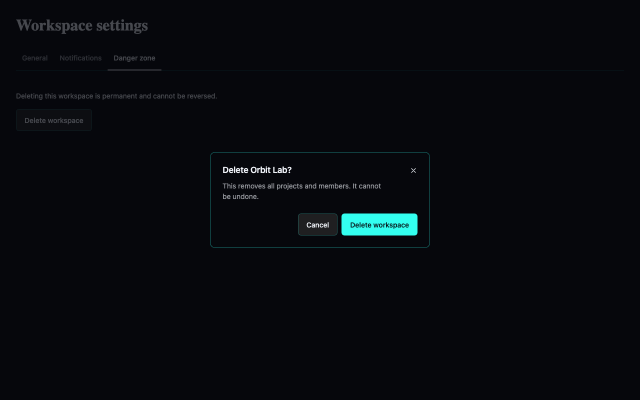 Workspace settings
General Notifications Danger zone
Deleting this workspace is permanent and cannot be reversed.
Delete workspace
Delete Orbit Lab?
This removes all projects and members. It cannot
be undone.
Cancel Delete workspace